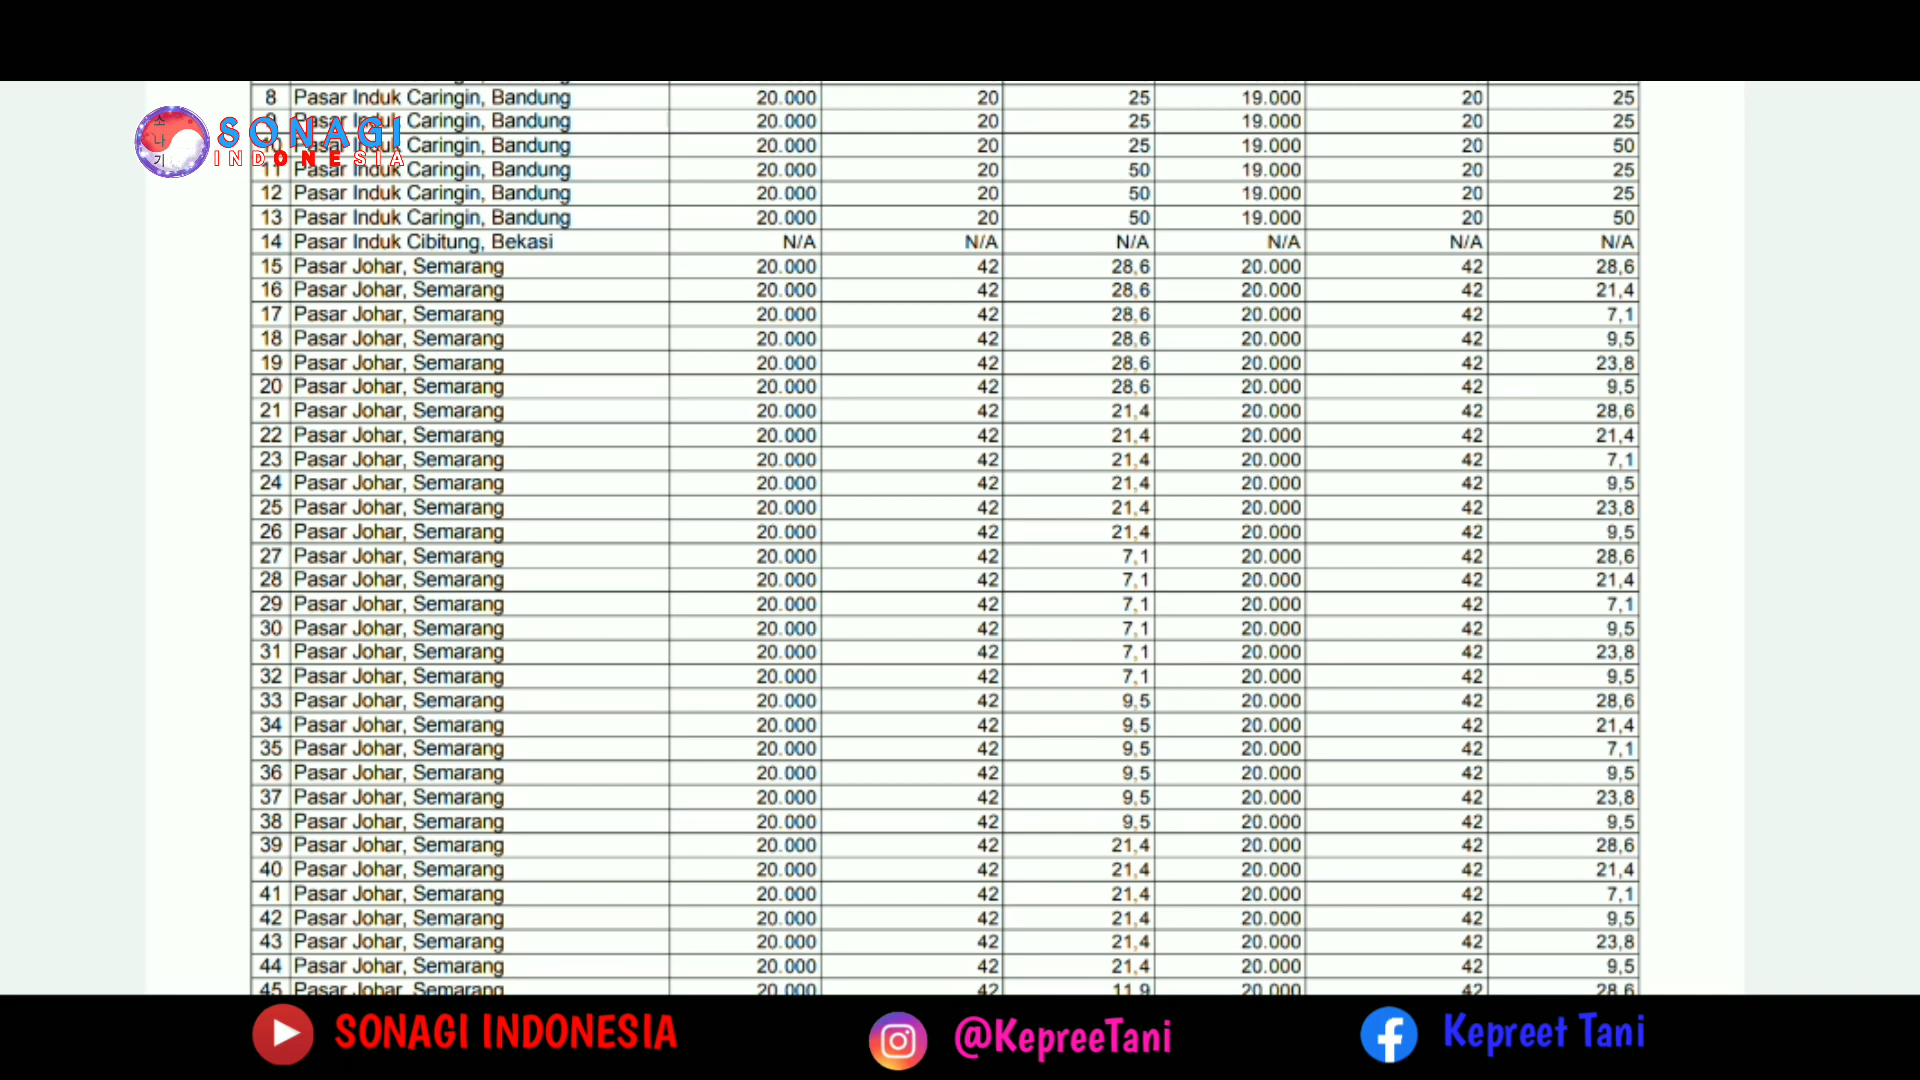 8 Pasar Induk Caringin, Bandung 20.000 20 25 19.000 20 25
9 Pasar Induk Caringin, Bandung 20.000 20 25 19.000 20 25
10 Pasar Induk Caringin, Bandung 20.000 20 25 19.000 20 50
11 Pasar Induk Caringin, Bandung 20.000 20 50 19.000 20 25
12 Pasar Induk Caringin, Bandung 20.000 20 50 19.000 20 25
13 Pasar Induk Caringin, Bandung 20.000 20 50 19.000 20 50
14 Pasar Induk Cibitung, Bekasi N/A N/A N/A N/A N/A N/A
15 Pasar Johar, Semarang 20.000 42 28,6 20.000 42 28,6
16 Pasar Johar, Semarang 20.000 42 28,6 20.000 42 21,4
17 Pasar Johar, Semarang 20.000 42 28,6 20.000 42 7,1
18 Pasar Johar, Semarang 20.000 42 28,6 20.000 42 9,5
19 Pasar Johar, Semarang 20.000 42 28,6 20.000 42 23,8
20 Pasar Johar, Semarang 20.000 42 28,6 20.000 42 9,5
21 Pasar Johar, Semarang 20.000 42 21,4 20.000 42 28,6
22 Pasar Johar, Semarang 20.000 42 21,4 20.000 42 21,4
23 Pasar Johar, Semarang 20.000 42 21,4 20.000 42 7,1
24 Pasar Johar, Semarang 20.000 42 21,4 20.000 42 9,5
25 Pasar Johar, Semarang 20.000 42 21,4 20.000 42 23,8
26 Pasar Johar, Semarang 20.000 42 21,4 20.000 42 9,5
27 Pasar Johar, Semarang 20.000 42 7,1 20.000 42 28,6
28 Pasar Johar, Semarang 20.000 42 7,1 20.000 42 21,4
29 Pasar Johar, Semarang 20.000 42 7,1 20.000 42 7,1
30 Pasar Johar, Semarang 20.000 42 7,1 20.000 42 9,5
31 Pasar Johar, Semarang 20.000 42 7,1 20.000 42 23,8
32 Pasar Johar, Semarang 20.000 42 7,1 20.000 42 9,5
33 Pasar Johar, Semarang 20.000 42 9,5 20.000 42 28,6
34 Pasar Johar, Semarang 20.000 42 9,5 20.000 42 21,4
35 Pasar Johar, Semarang 20.000 42 9,5 20.000 42 7,1
36 Pasar Johar, Semarang 20.000 42 9,5 20.000 42 9,5
37 Pasar Johar, Semarang 20.000 42 9,5 20.000 42 23,8
38 Pasar Johar, Semarang 20.000 42 9,5 20.000 42 9,5
39 Pasar Johar, Semarang 20.000 42 21,4 20.000 42 28,6
40 Pasar Johar, Semarang 20.000 42 21,4 20.000 42 21,4
41 Pasar Johar, Semarang 20.000 42 21,4 20.000 42 7,1
42 Pasar Johar, Semarang 20.000 42 21,4 20.000 42 9,5
43 Pasar Johar, Semarang 20.000 42 21,4 20.000 42 23,8
44 Pasar Johar, Semarang 20.000 42 21,4 20.000 42 9,5
45 Pasar Johar, Semarang 20.000 42 11,9 20.000 42 28,6
소나기
SONAGI
INDONESIA
SONAGI INDONESIA
@KepreeTani
Kepreet Tani